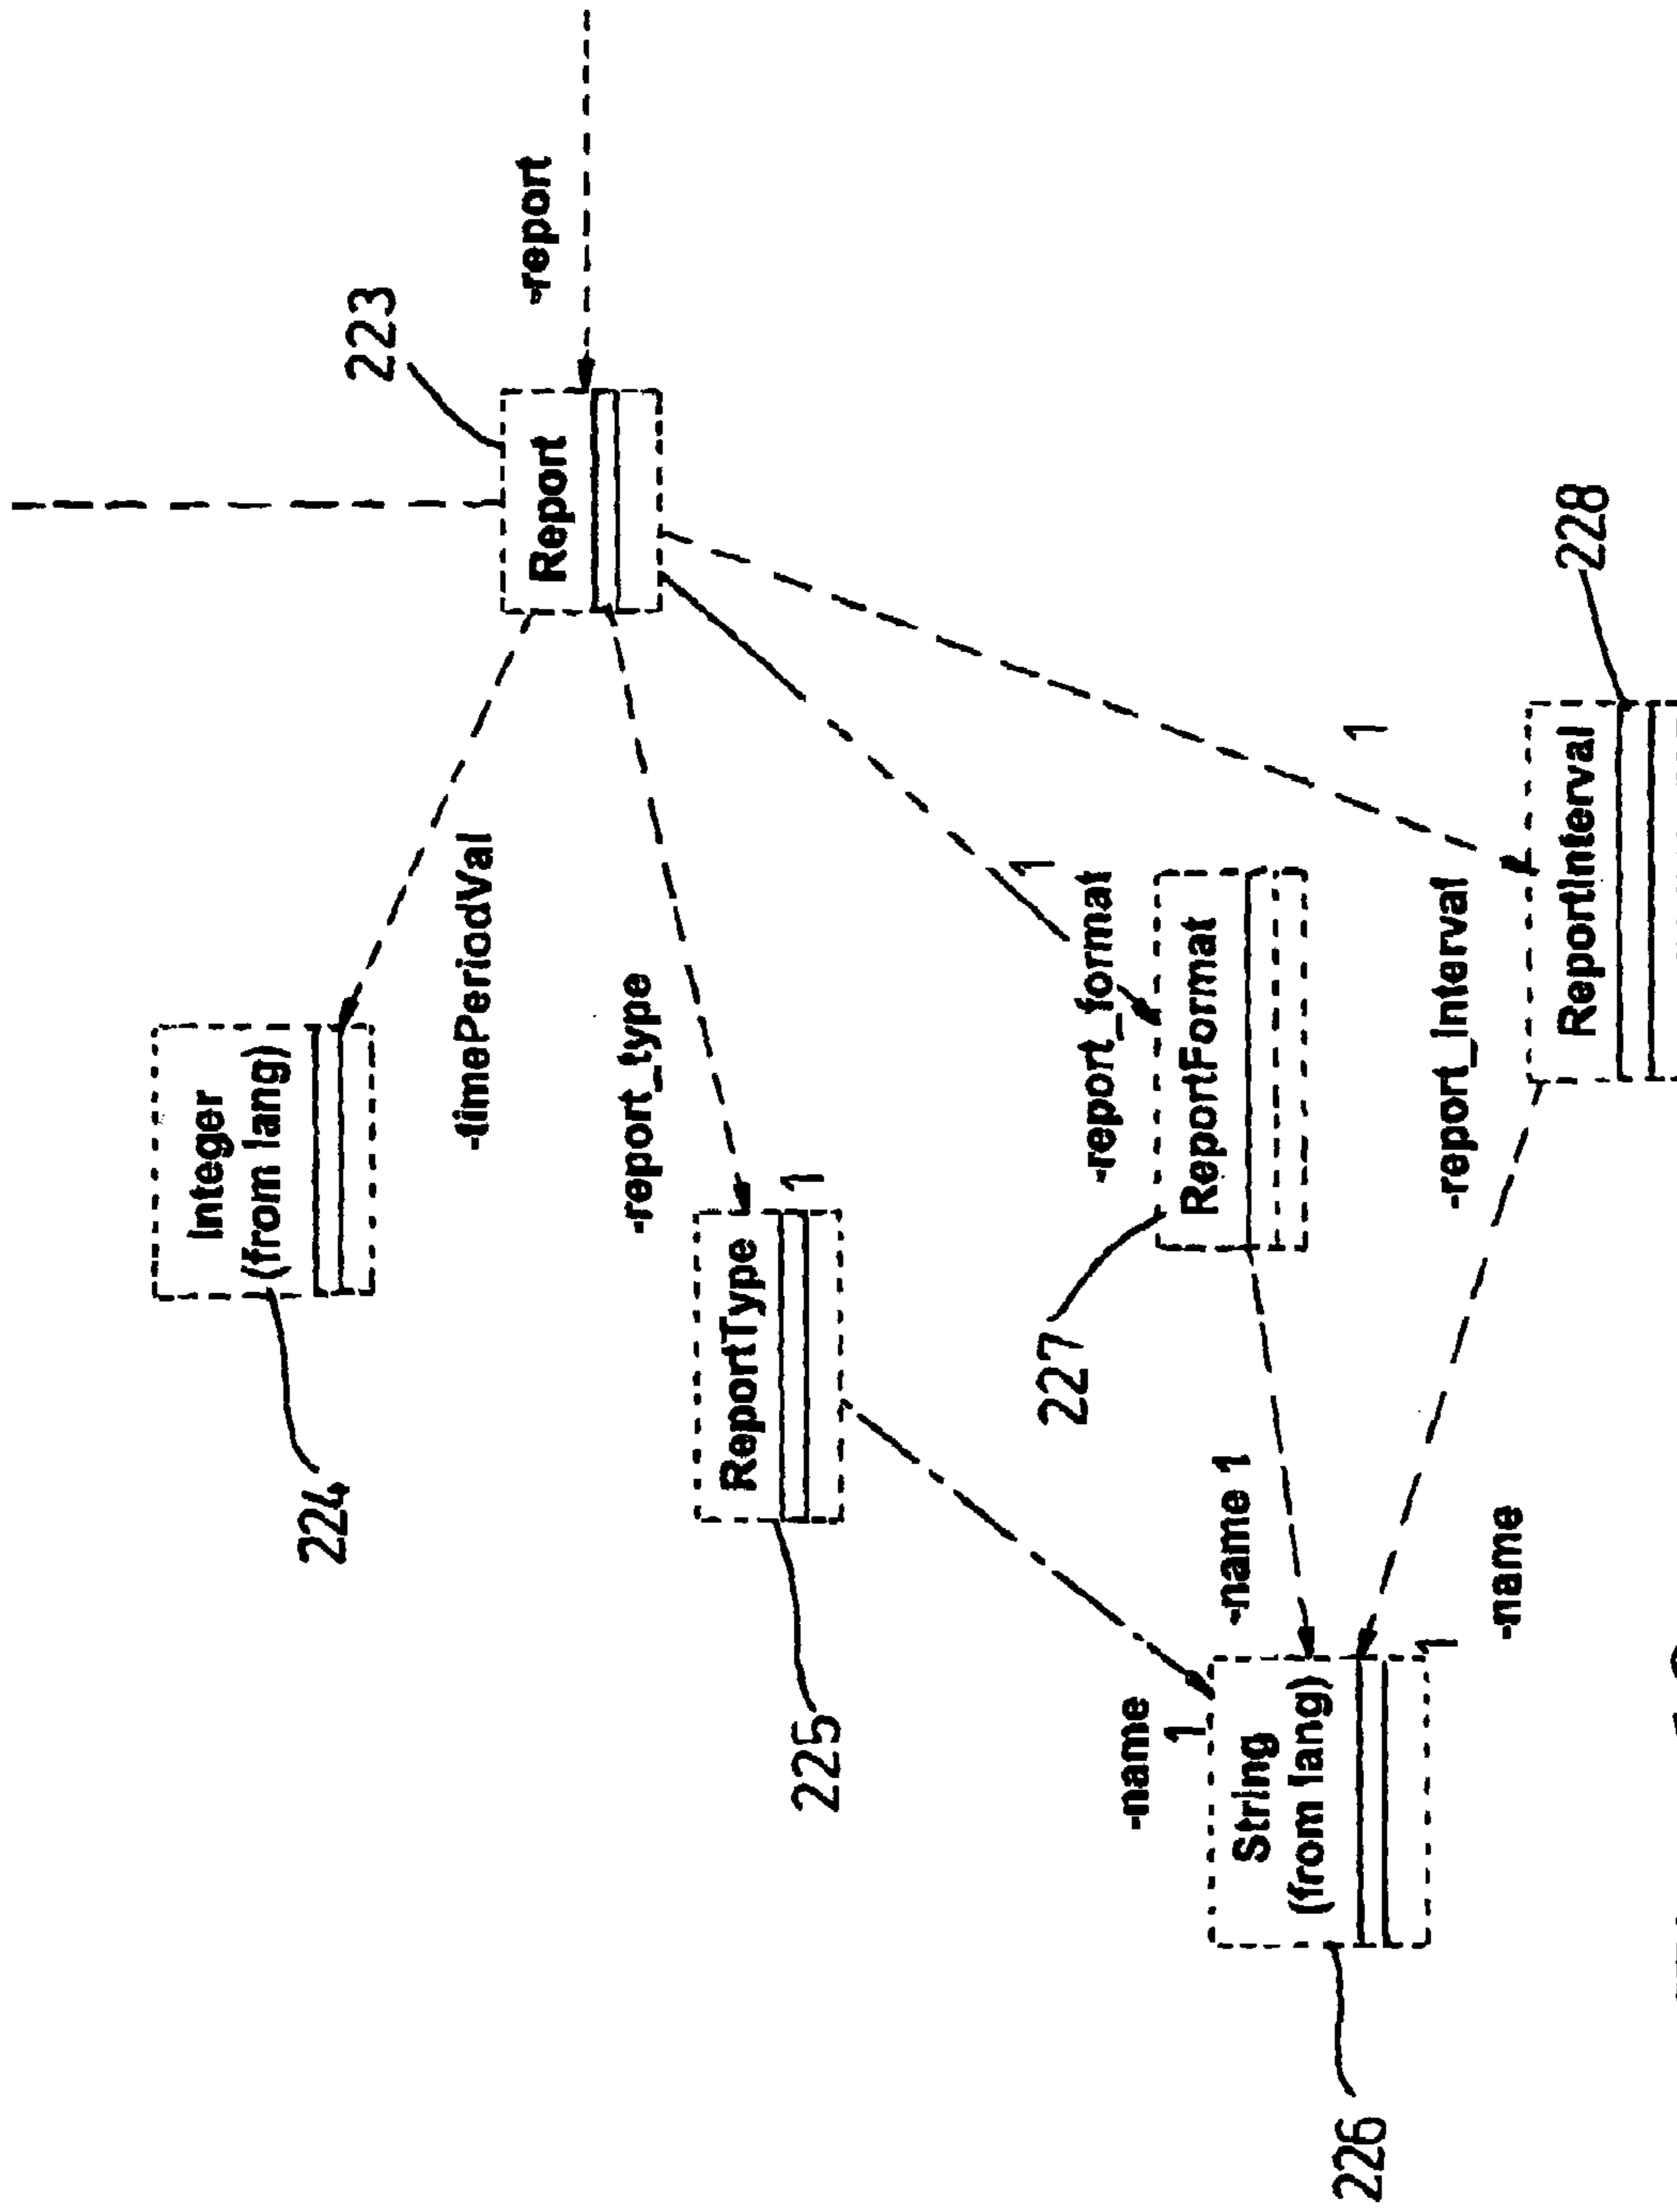 -report
223
Report
Integer
(from lang)
224
-timePeriodVal
-report_type
ReportType
1
225
1
-report_format
ReportFormat
227
1
-report_interval
ReportInterval
228
-name
1
-name 1
String
(from lang)
226
1
-name